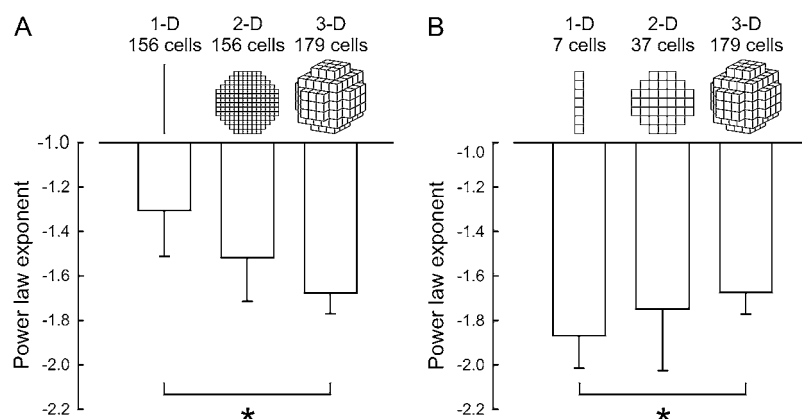 A
1-D
156 cells
2-D
156 cells
3-D
179 cells
-1.0
-1.2
-1.4
-1.6
-1.8
-2.0
-2.2
Power law exponent
*
B
1-D
7 cells
2-D
37 cells
3-D
179 cells
-1.0
-1.2
-1.4
-1.6
-1.8
-2.0
-2.2
Power law exponent
*